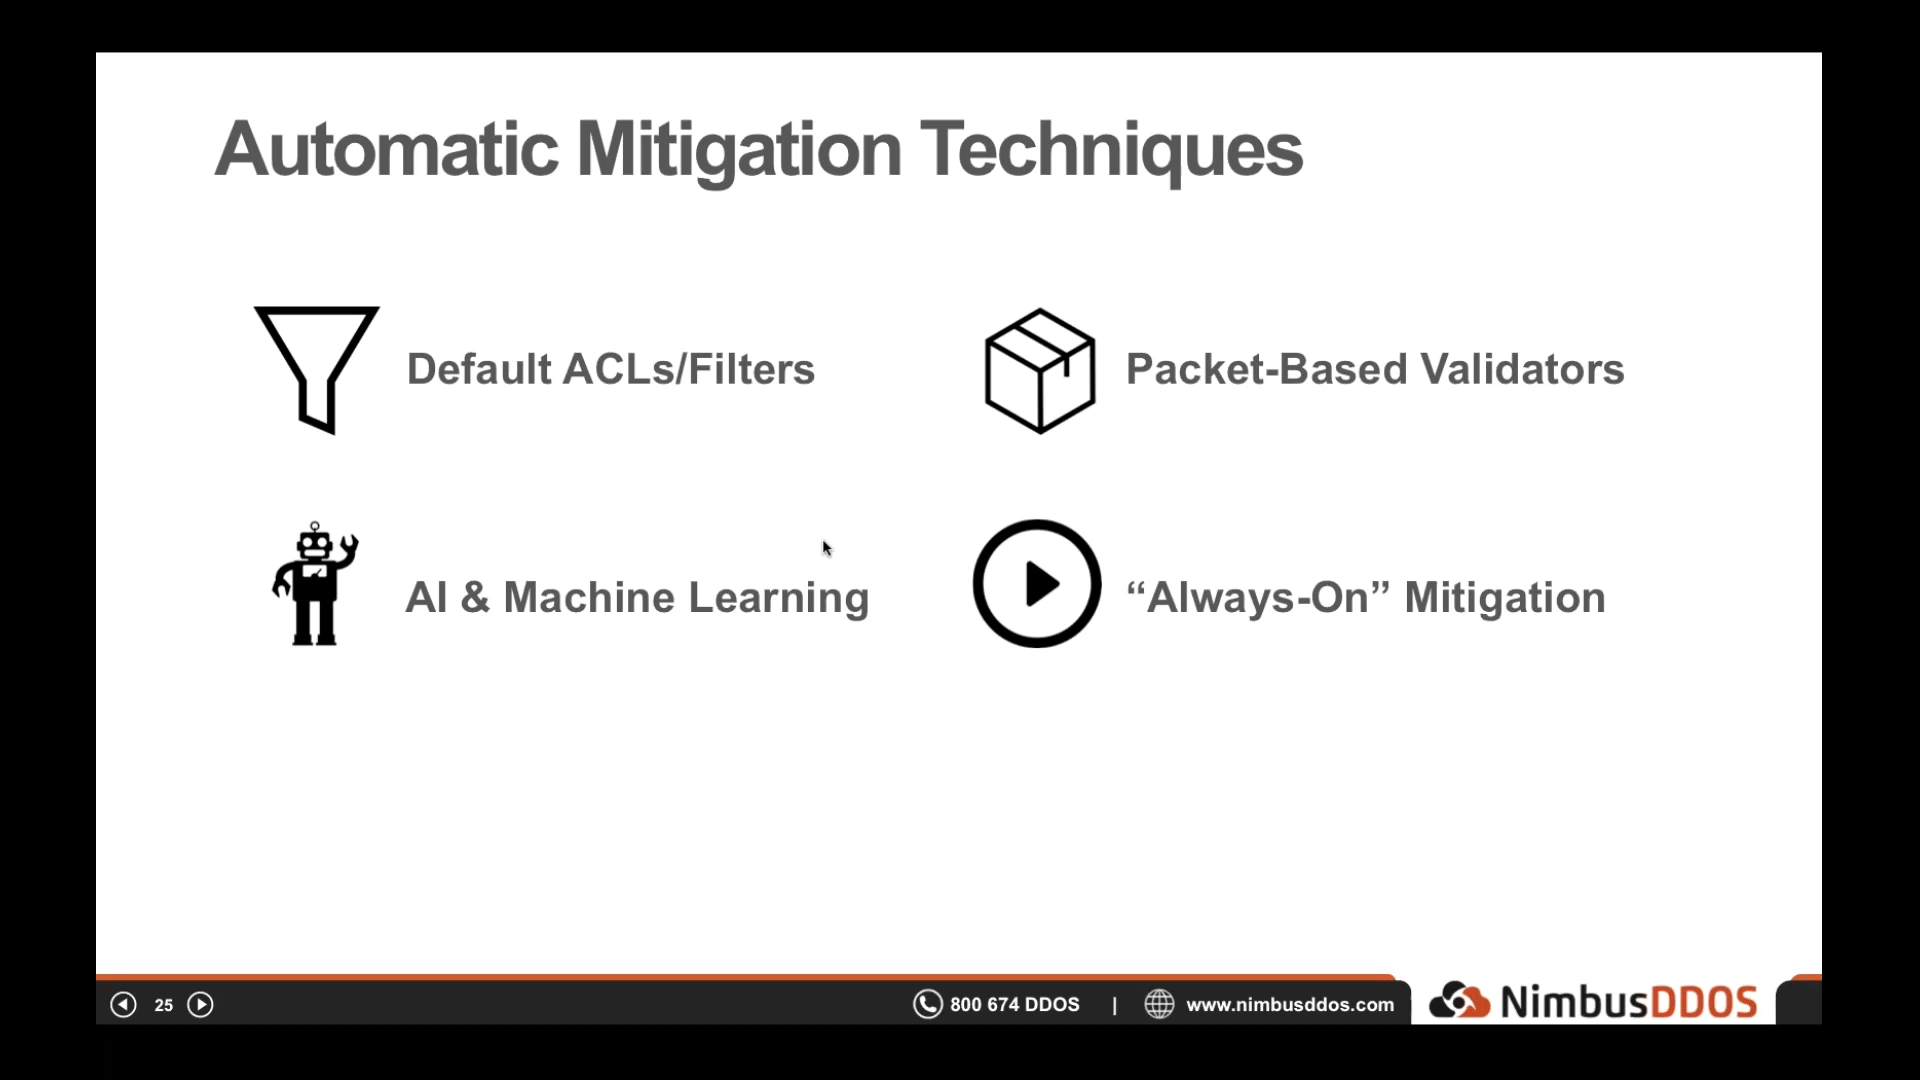 Automatic Mitigation Techniques
Default ACLs/Filters
Packet-Based Validators
AI & Machine Learning
“Always-On” Mitigation
25
800 674 DDOS | www.nimbusddos.com
NimbusDDOS